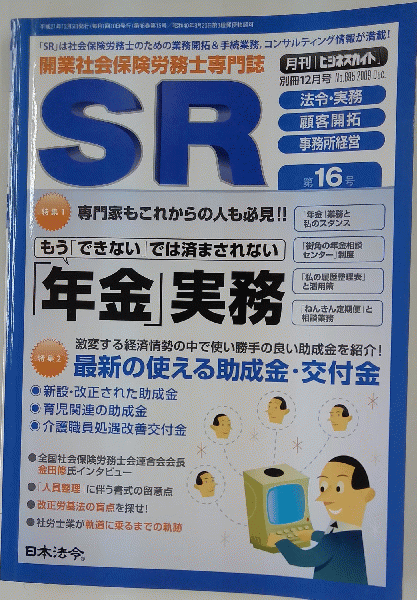 「SR」は社会保険労務士のための業務開拓&手続業務、コンサルティング情報が満載!
開業社会保険労務士専門誌
月刊 ビジネスガイド
別冊12月号 No.685 2009 Dec.
SR
法令・実務
顧客開拓
事務所経営
第16号
特集1
専門家もこれからの人も必見!!
もう「できない」では済まされない
「年金」実務
「年金」業務と
私のスタンス
「街角の年金相談
センター」制度
「私の履歴整理表」
と活用策
「ねんきん定期便」と
相談業務
特集2
激変する経済情勢の中で使い勝手の良い助成金を紹介!
最新の使える助成金・交付金
●新設・改正された助成金
●育児関連の助成金
●介護職員処遇改善交付金
●全国社会保険労務士会連合会会長
金田修氏インタビュー
●「人員整理」に伴う書式の留意点
●改正労基法の盲点を探せ!
●社労士業が軌道に乗るまでの軌跡
日本法令